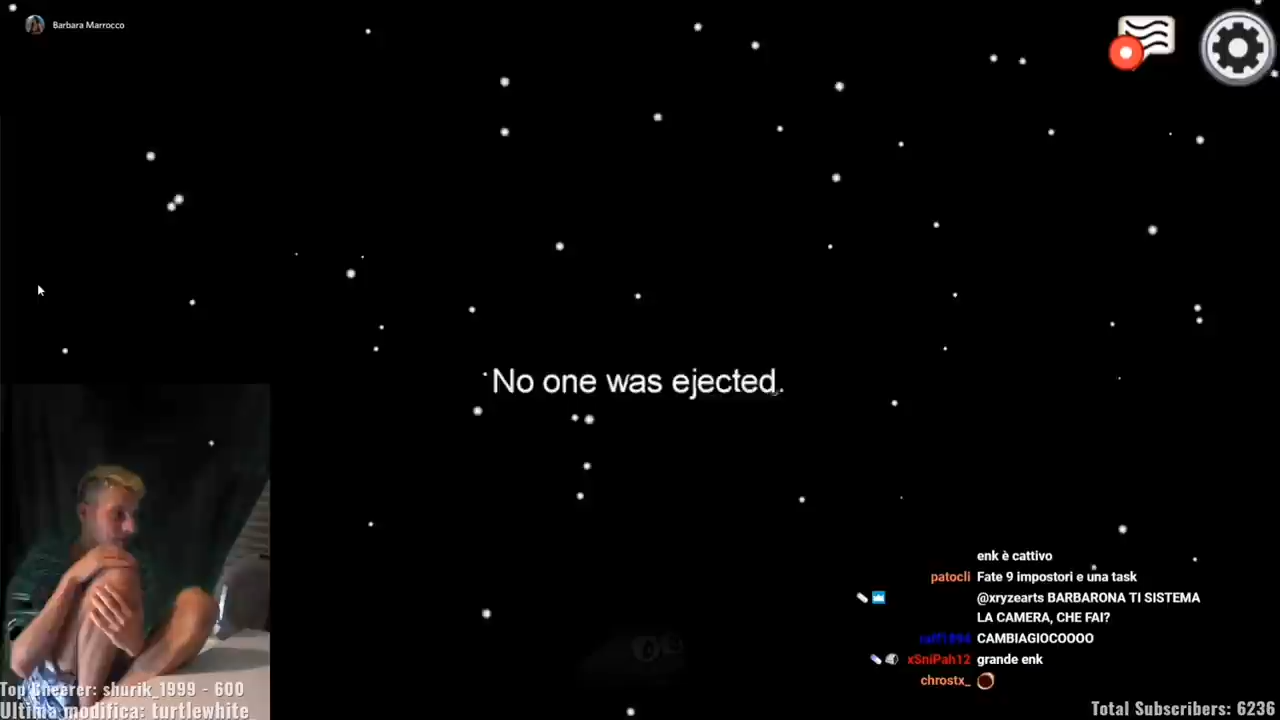 Barbara Marrocco
No one was ejected.
enk è cattivo
patocli Fate 9 impostori e una task
@xryzearts BARBARONA TI SISTEMA
LA CAMERA, CHE FAI?
CAMBIAGIOCOOOO
xSniPah12 grande enk
chrostx_
Top Cheerer: shurik_1999 - 600
Ultima modifica: turtlewhite_
Total Subscribers: 6236